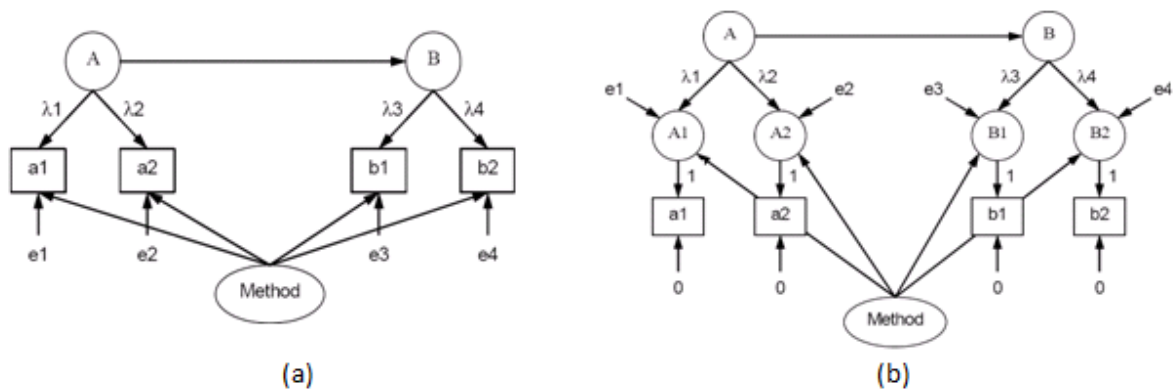 A B
λ1 λ2 λ3 λ4
a1 a2 b1 b2
e1 e2 e3 e4
Method
(a)
A B
λ1 λ2 λ3 λ4
e1 e2 e3 e4
A1 A2 B1 B2
1 1 1 1
a1 a2 b1 b2
0 0 0 0
Method
(b)